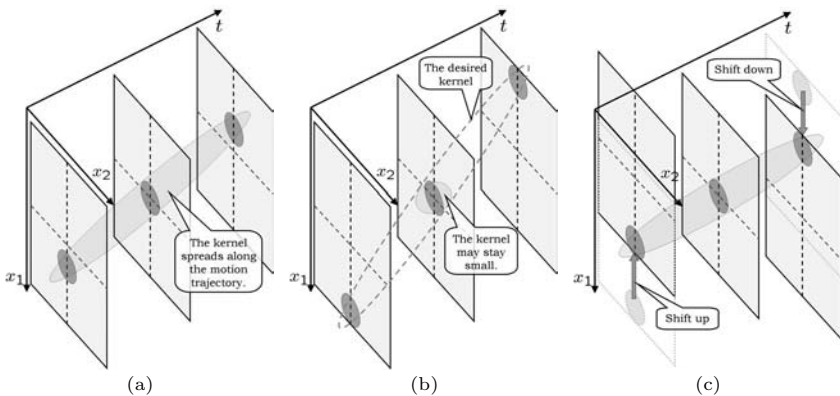 t
x2
x1
The kernel
spreads along
the motion
trajectory.
(a)
t
The desired
kernel
x2
x1
The kernel
may stay
small.
(b)
t
Shift down
x2
x1
Shift up
(c)